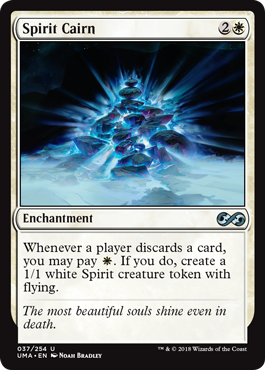 Spirit Cairn 2
Enchantment
Whenever a player discards a card,
you may pay . If you do, create a
1/1 white Spirit creature token with
flying.
The most beautiful souls shine even in
death.
037/254 U
UMA • EN Noah Bradley
™ & © 2018 Wizards of the Coast